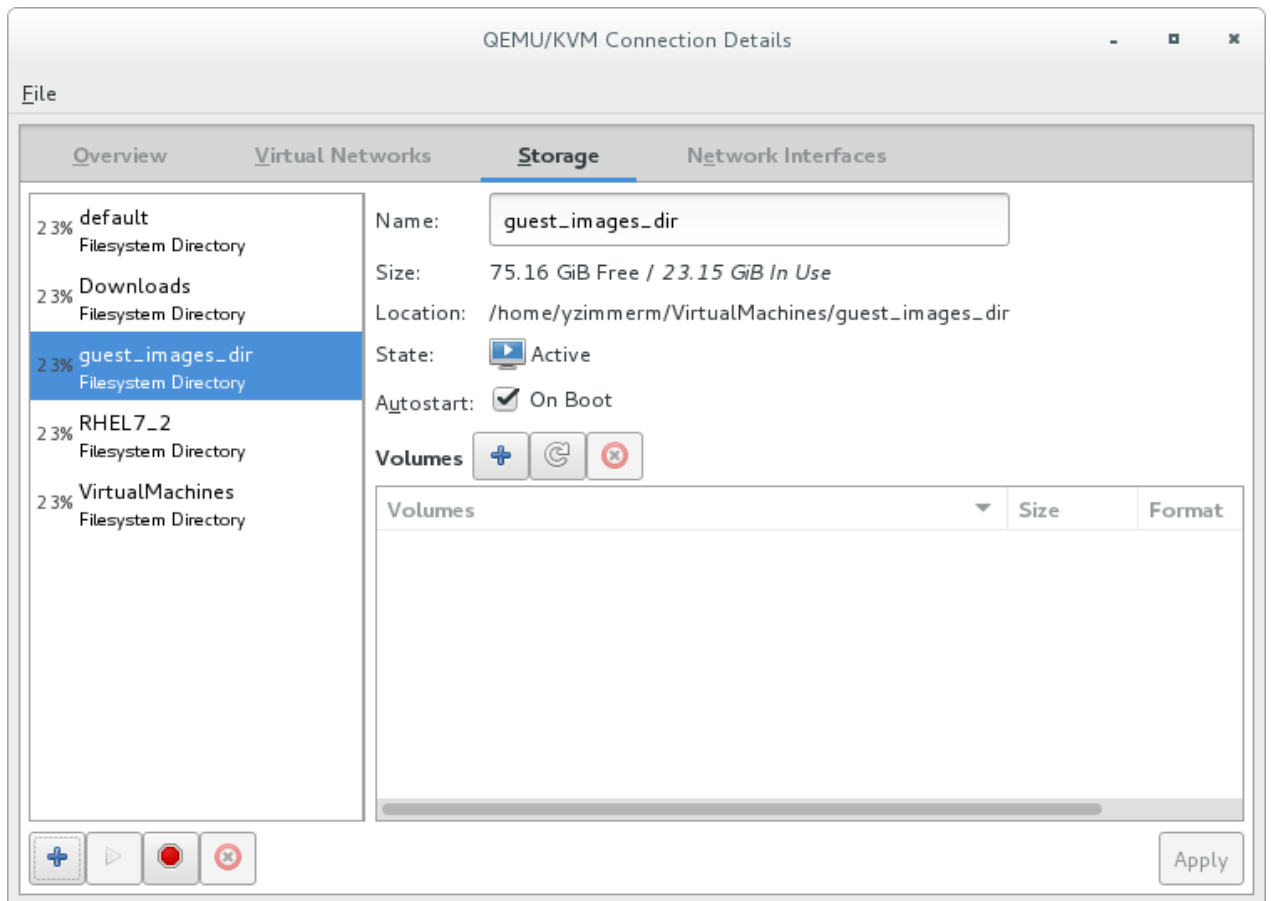 QEMU/KVM Connection Details
File
Overview Virtual Networks Storage Network Interfaces
23% default
Filesystem Directory
23% Downloads
Filesystem Directory
23% guest_images_dir
Filesystem Directory
23% RHEL7_2
Filesystem Directory
23% VirtualMachines
Filesystem Directory
Name: guest_images_dir
Size: 75.16 GiB Free / 23.15 GiB In Use
Location: /home/yzimmerm/VirtualMachines/guest_images_dir
State: Active
Autostart: On Boot
Volumes
Volumes Size Format
Apply